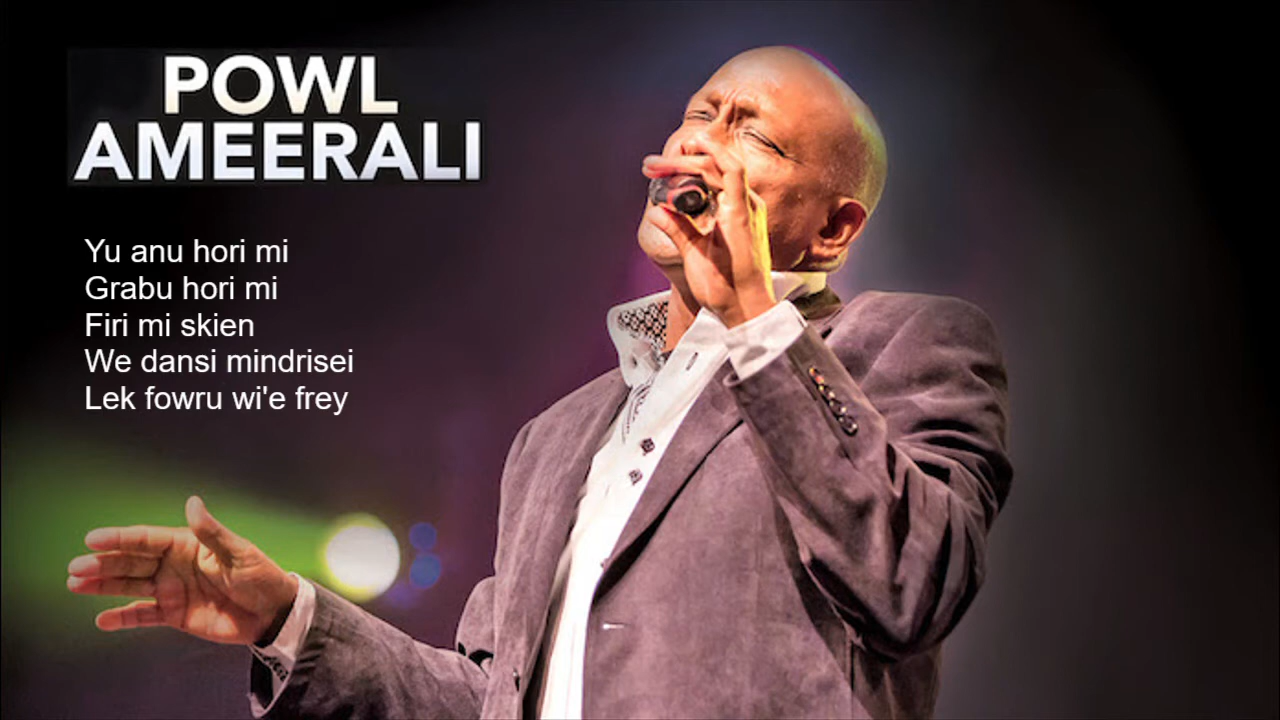 POWL
AMEERALI
Yu anu hori mi
Grabu hori mi
Firi mi skien
We dansi mindrisei
Lek fowru wi'e frey